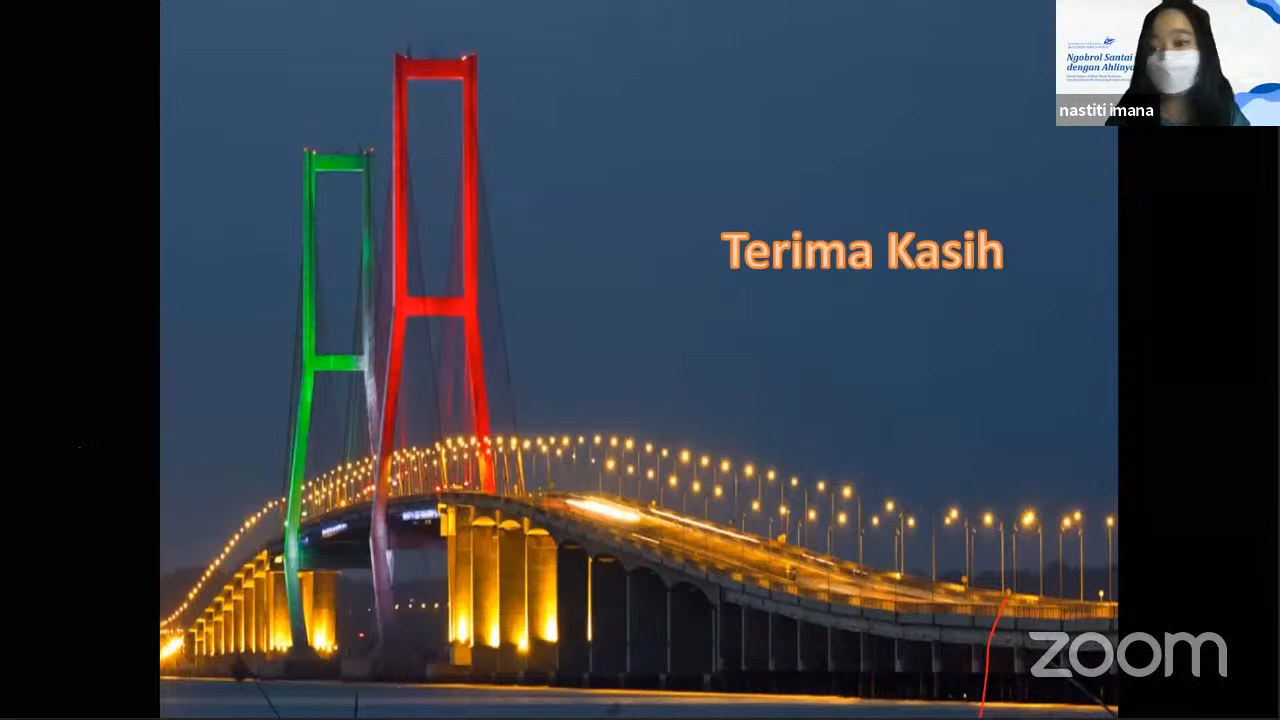 Terima Kasih
Ngobrol Santai
dengan Ahlinya
nastiti imana
zoom